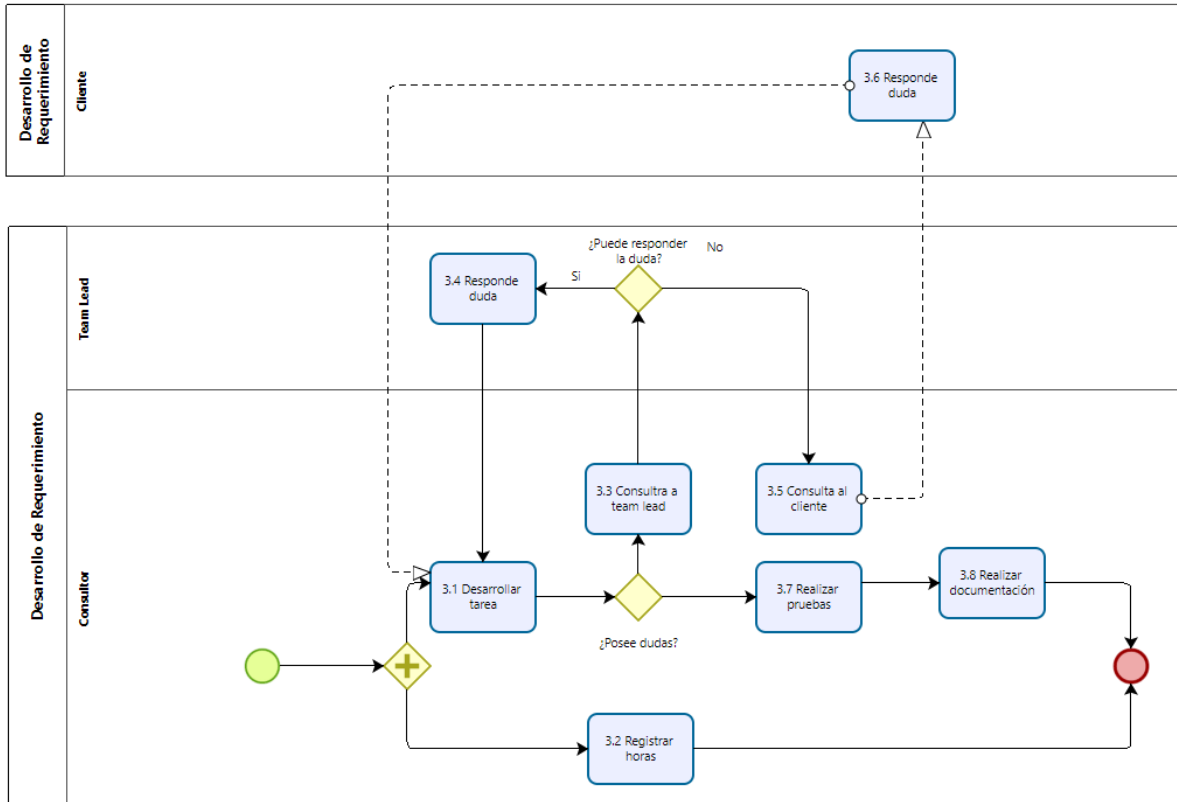 Desarrollo de
Requerimiento
Cliente
3.6 Responde
duda
Desarrollo de Requerimiento
Team Lead
¿Puede responder
la duda?
No
Si
3.4 Responde
duda
Consultor
3.3 Consultra a
team lead
3.5 Consulta al
cliente
3.1 Desarrollar
tarea
¿Posee dudas?
3.7 Realizar
pruebas
3.8 Realizar
documentación
3.2 Registrar
horas